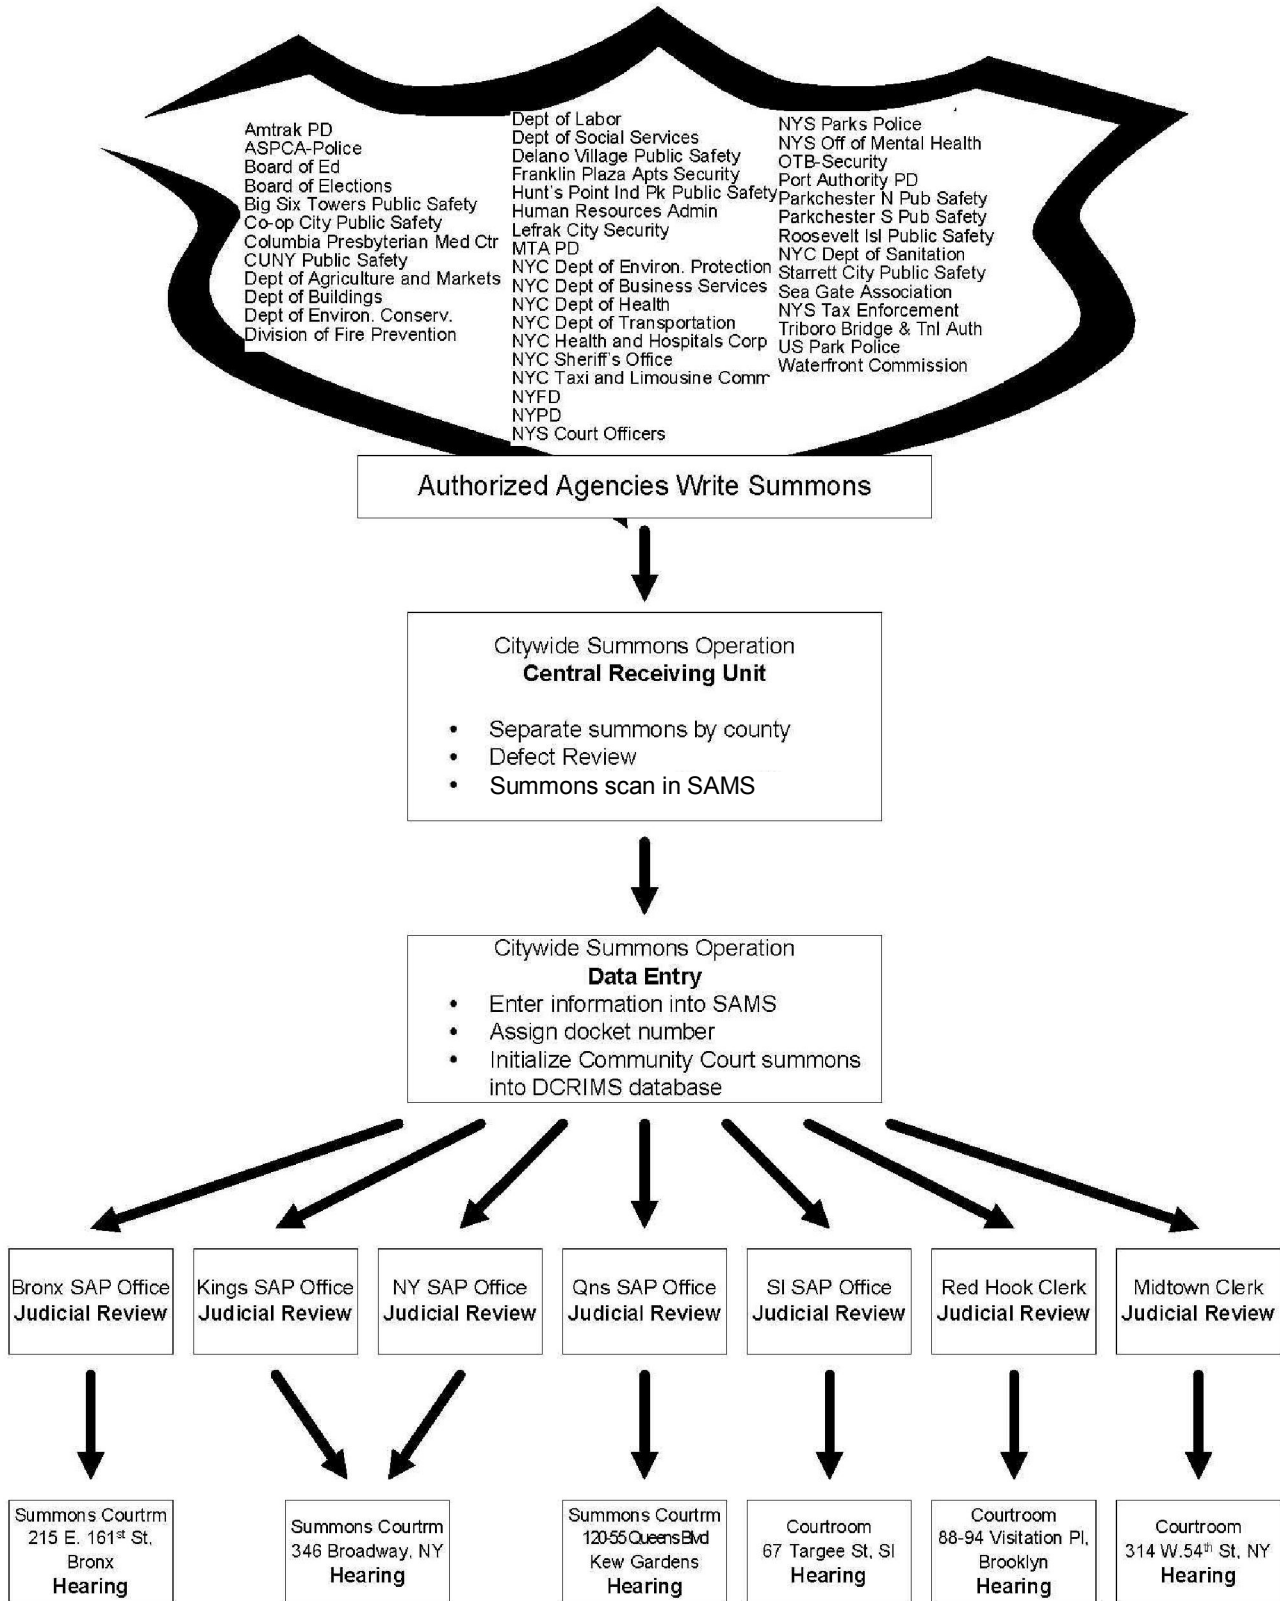 Amtrak PD
ASPCA-Police
Board of Ed
Board of Elections
Big Six Towers Public Safety
Co-op City Public Safety
Columbia Presbyterian Med Ctr
CUNY Public Safety
Dept of Agriculture and Markets
Dept of Buildings
Dept of Environ. Conserv.
Division of Fire Prevention
Dept of Labor
Dept of Social Services
Delano Village Public Safety
Franklin Plaza Apts Security
Hunt's Point Ind Pk Public Safety
Human Resources Admin
Lefrak City Security
MTA PD
NYC Dept of Environ. Protection
NYC Dept of Business Services
NYC Dept of Health
NYC Dept of Transportation
NYC Health and Hospitals Corp
NYC Sheriff's Office
NYC Taxi and Limousine Comm
NYFD
NYPD
NYS Court Officers
NYS Parks Police
NYS Off of Mental Health
OTB-Security
Port Authority PD
Parkchester N Pub Safety
Parkchester S Pub Safety
Roosevelt Isl Public Safety
NYC Dept of Sanitation
Starrett City Public Safety
Sea Gate Association
NYS Tax Enforcement
Triboro Bridge & Tnl Auth
US Park Police
Waterfront Commission
Authorized Agencies Write Summons
Citywide Summons Operation
Central Receiving Unit
• Separate summons by county
• Defect Review
• Summons scan in SAMS
Citywide Summons Operation
Data Entry
• Enter information into SAMS
• Assign docket number
• Initialize Community Court summons
into DCRIMS database
Bronx SAP Office
Judicial Review
Kings SAP Office
Judicial Review
NY SAP Office
Judicial Review
Qns SAP Office
Judicial Review
SI SAP Office
Judicial Review
Red Hook Clerk
Judicial Review
Midtown Clerk
Judicial Review
Summons Courtrm
215 E. 161st St,
Bronx
Hearing
Summons Courtrm
346 Broadway, NY
Hearing
Summons Courtrm
120-55 Queens Blvd
Kew Gardens
Hearing
Courtroom
67 Targee St, SI
Hearing
Courtroom
88-94 Visitation Pl,
Brooklyn
Hearing
Courtroom
314 W.54th St, NY
Hearing